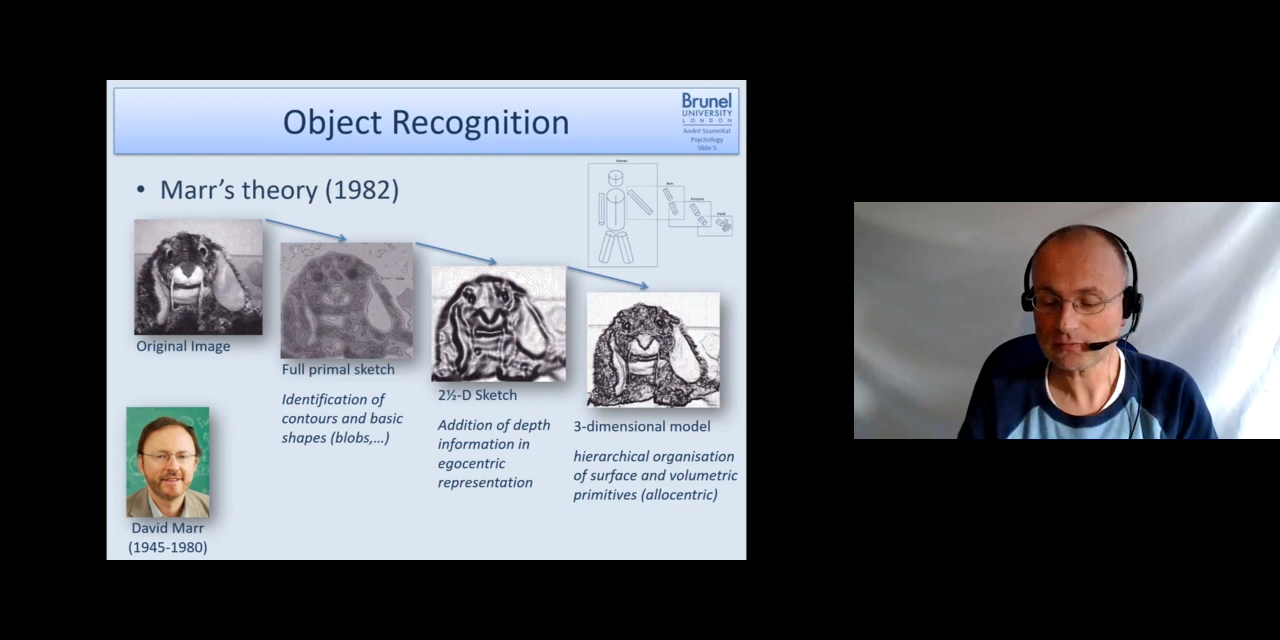 Object Recognition
Brunel
UNIVERSITY
LONDON
André Szameitat
Psychology
Slide 5
• Marr's theory (1982)
Original Image
Full primal sketch
Identification of
contours and basic
shapes (blobs,...)
2½-D Sketch
Addition of depth
information in
egocentric
representation
3-dimensional model
hierarchical organisation
of surface and volumetric
primitives (allocentric)
David Marr
(1945-1980)